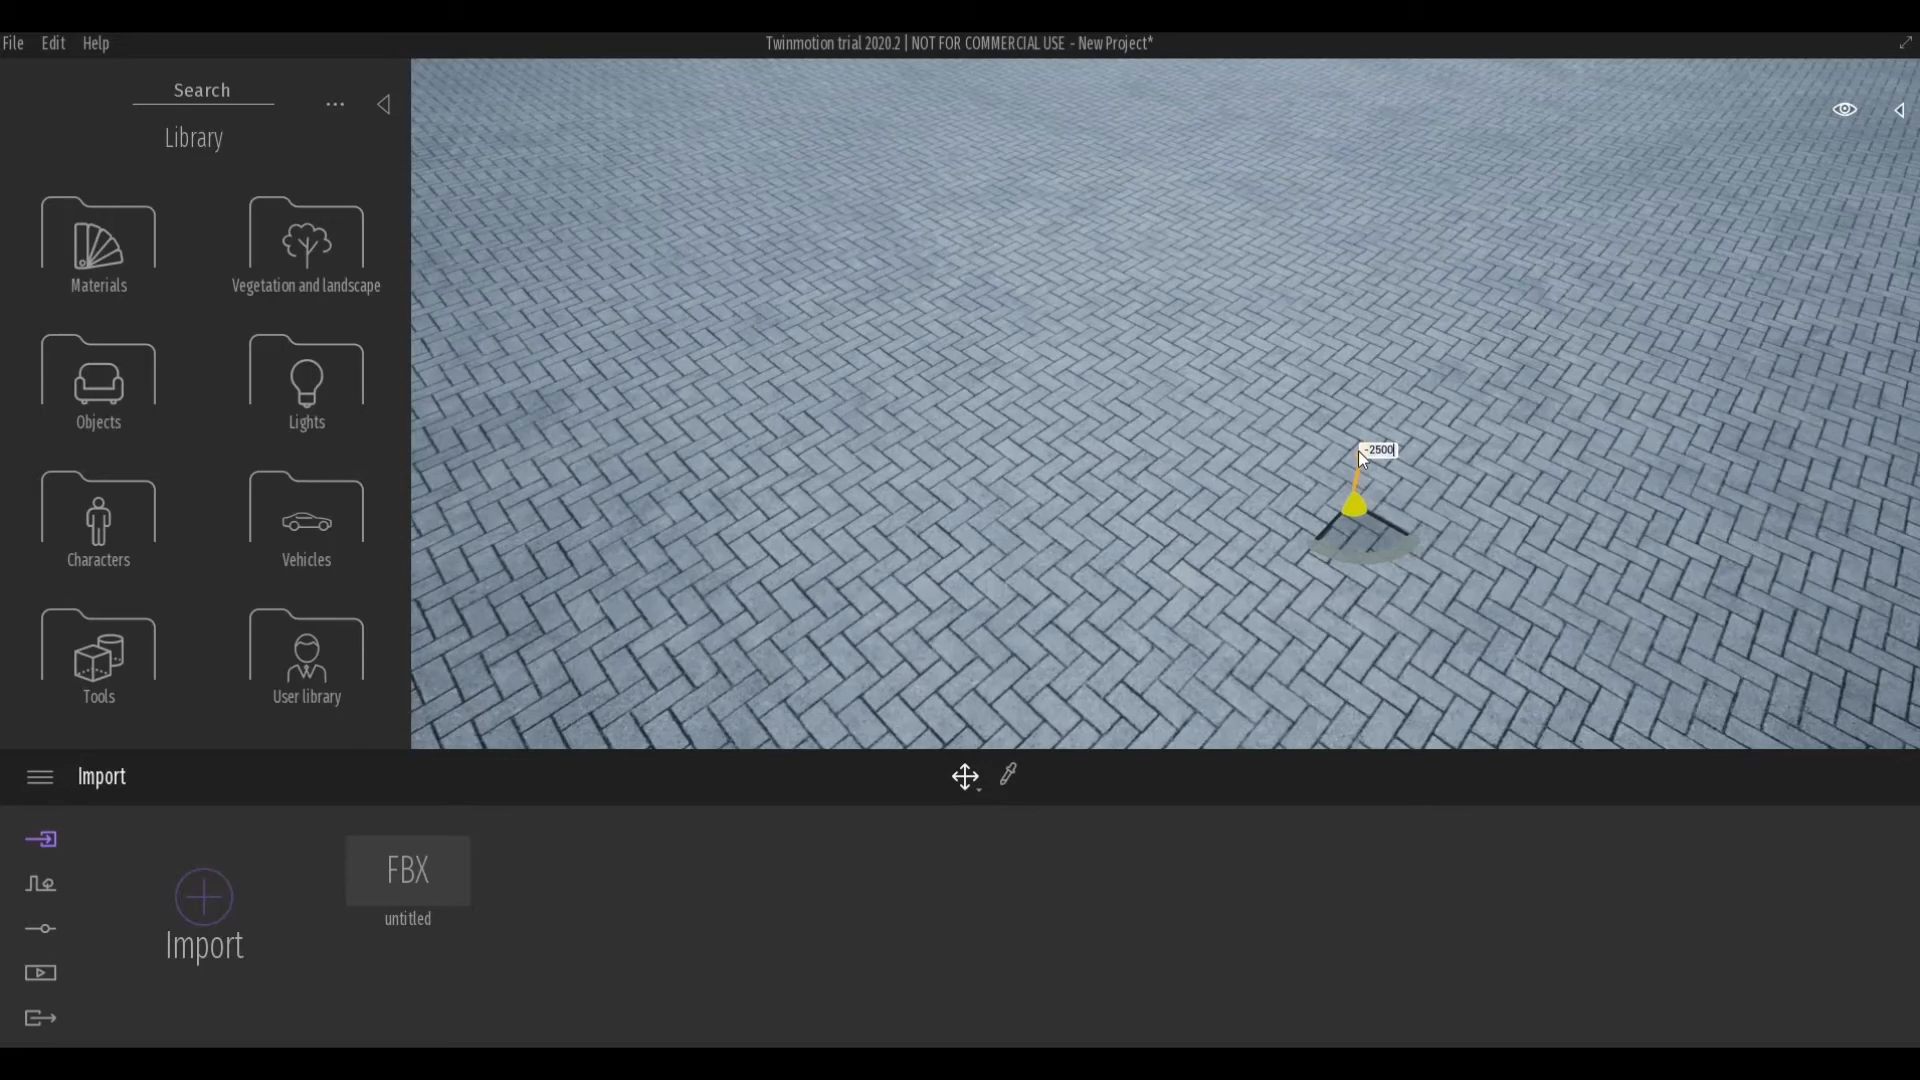 File Edit Help
Twinmotion trial 2020.2 | NOT FOR COMMERCIAL USE - New Project*
Search
...
Library
Materials
Vegetation and landscape
Objects
Lights
Characters
Vehicles
Tools
User library
-2500
Import
Import
FBX
untitled